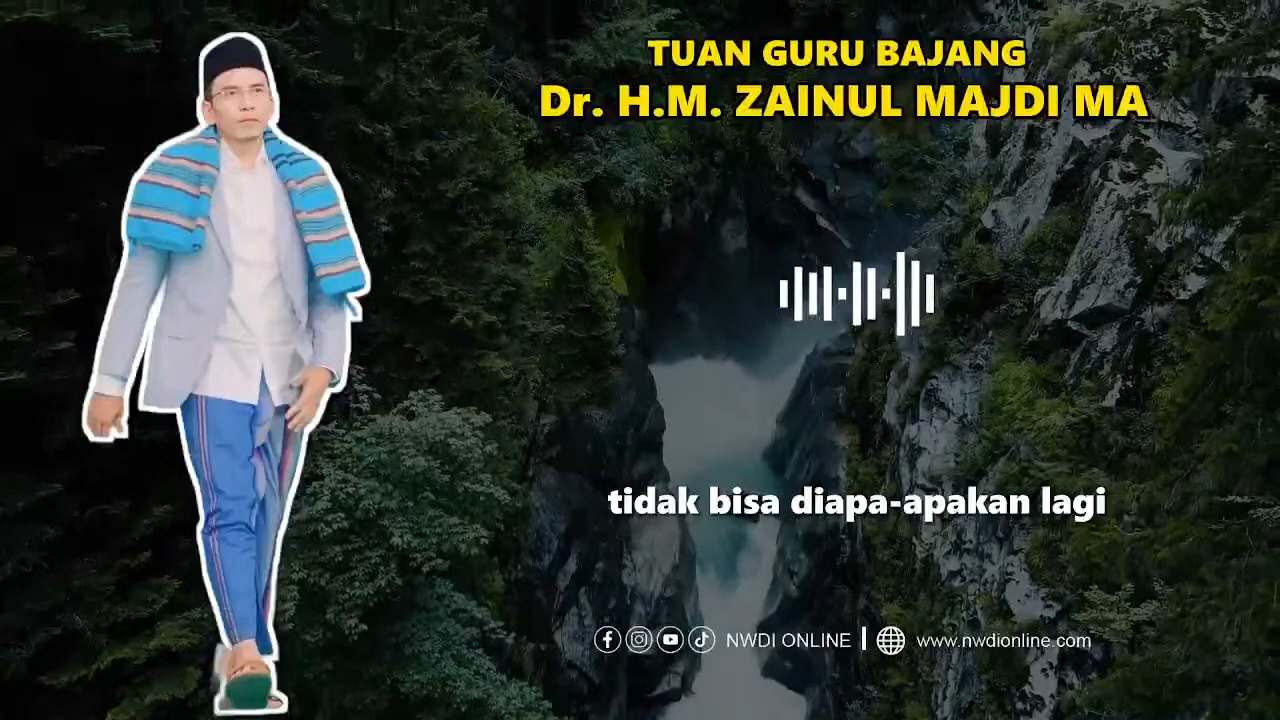 TUAN GURU BAJANG
Dr. H.M. ZAINUL MAJDI MA
tidak bisa diapa-apakan lagi
NWDI ONLINE | www.nwdionline.com